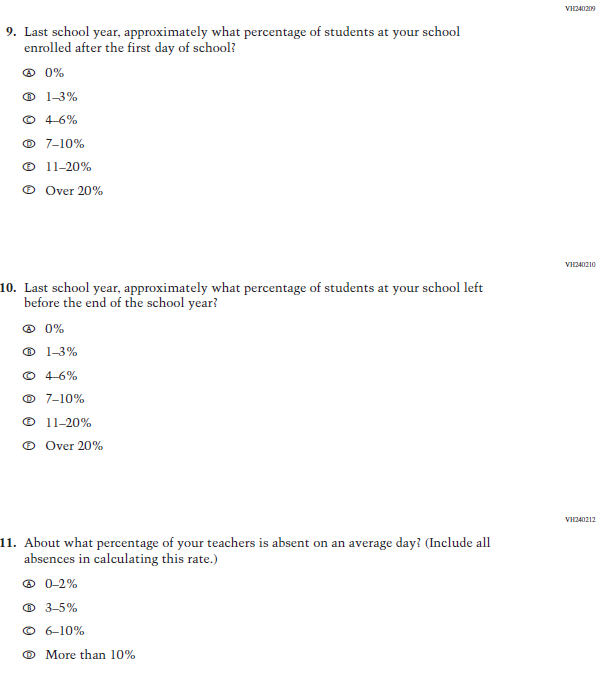 VH240209
9. Last school year, approximately what percentage of students at your school
enrolled after the first day of school?
A 0%
B 1–3%
C 4–6%
D 7–10%
E 11–20%
F Over 20%
VH240210
10. Last school year, approximately what percentage of students at your school left
before the end of the school year?
A 0%
B 1–3%
C 4–6%
D 7–10%
E 11–20%
F Over 20%
VH240212
11. About what percentage of your teachers is absent on an average day? (Include all
absences in calculating this rate.)
A 0–2%
B 3–5%
C 6–10%
D More than 10%